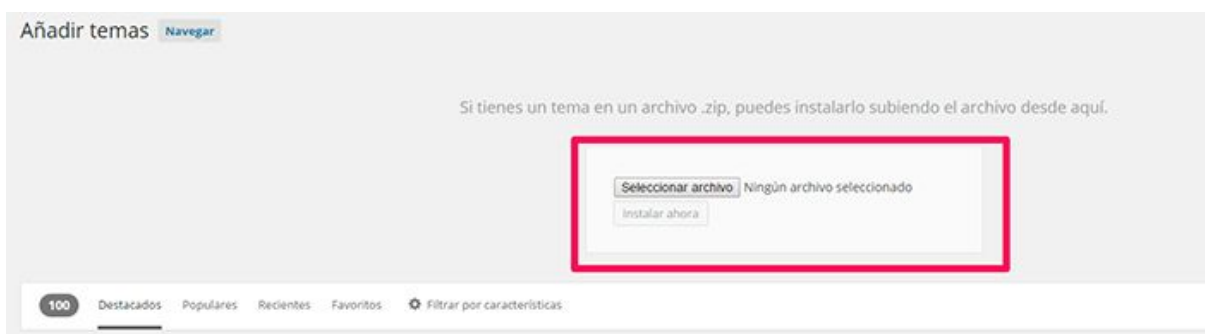 Añadir temas Navegar
Si tienes un tema en un archivo .zip, puedes instalarlo subiendo el archivo desde aquí.
Seleccionar archivo Ningún archivo seleccionado
Instalar ahora
100 Destacados Populares Recientes Favoritos Filtrar por características